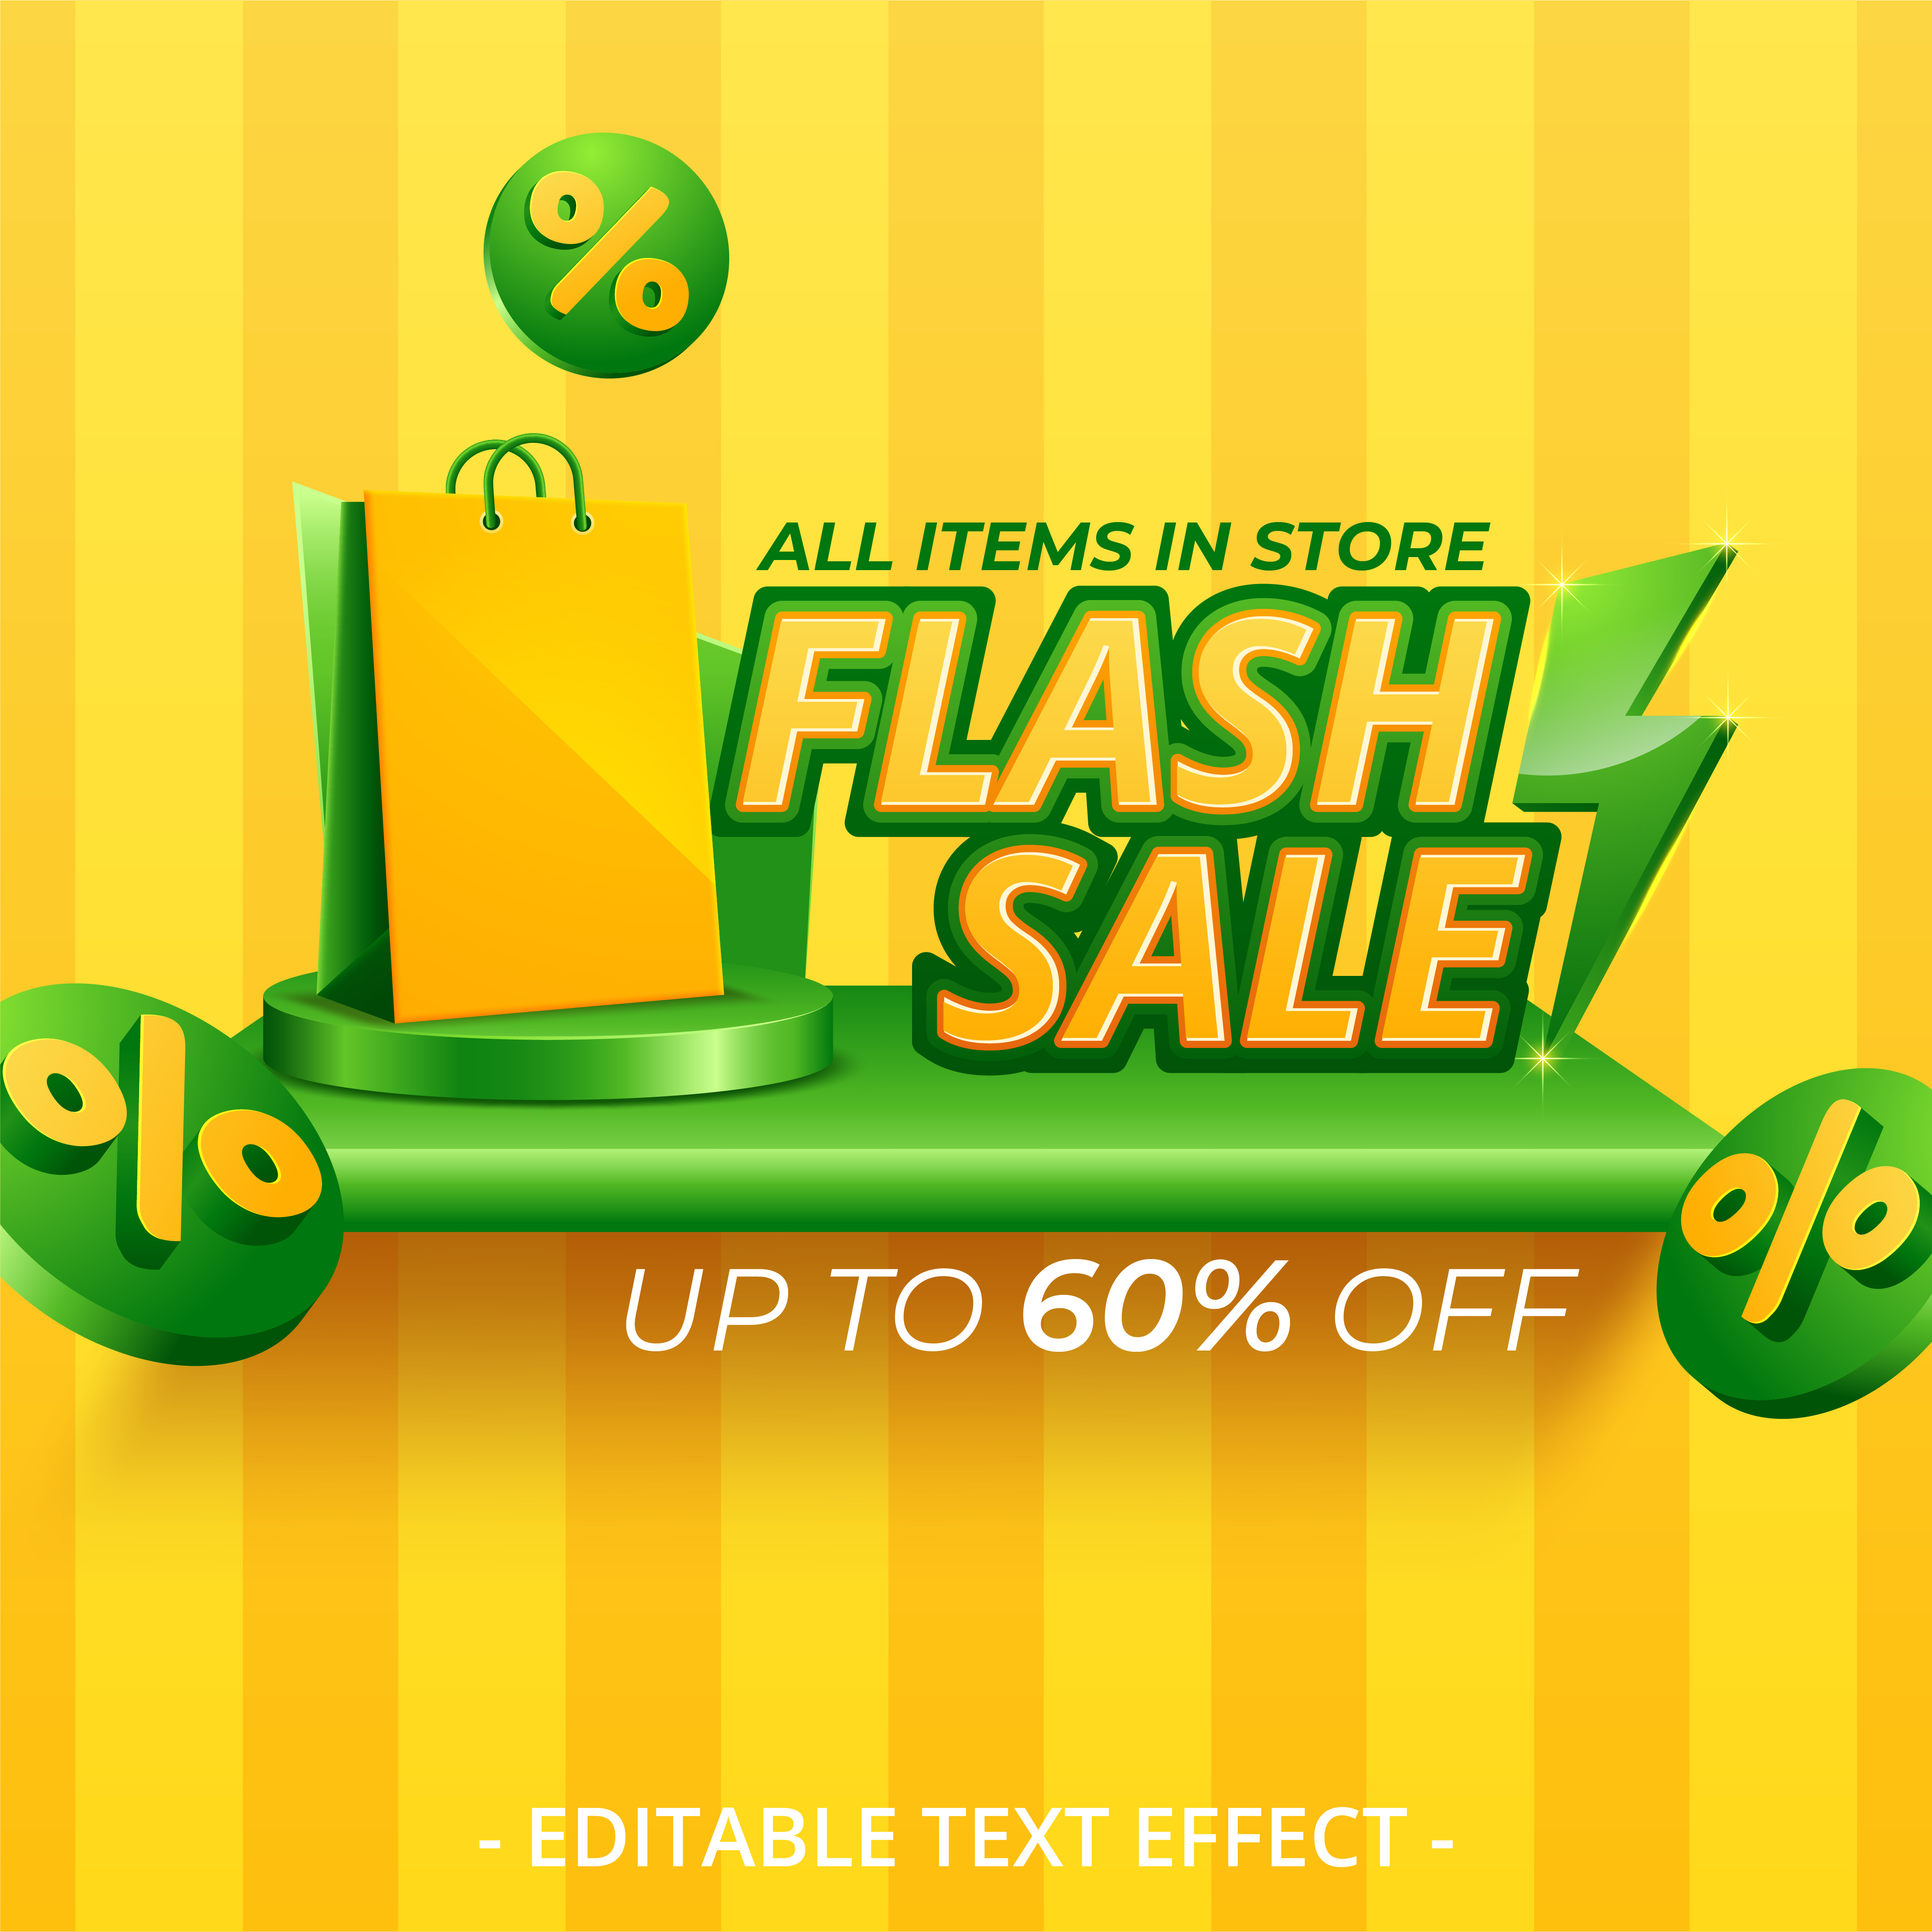 %
ALL ITEMS IN STORE
FLASH
SALE
%
%
UP TO 60% OFF
- EDITABLE TEXT EFFECT -